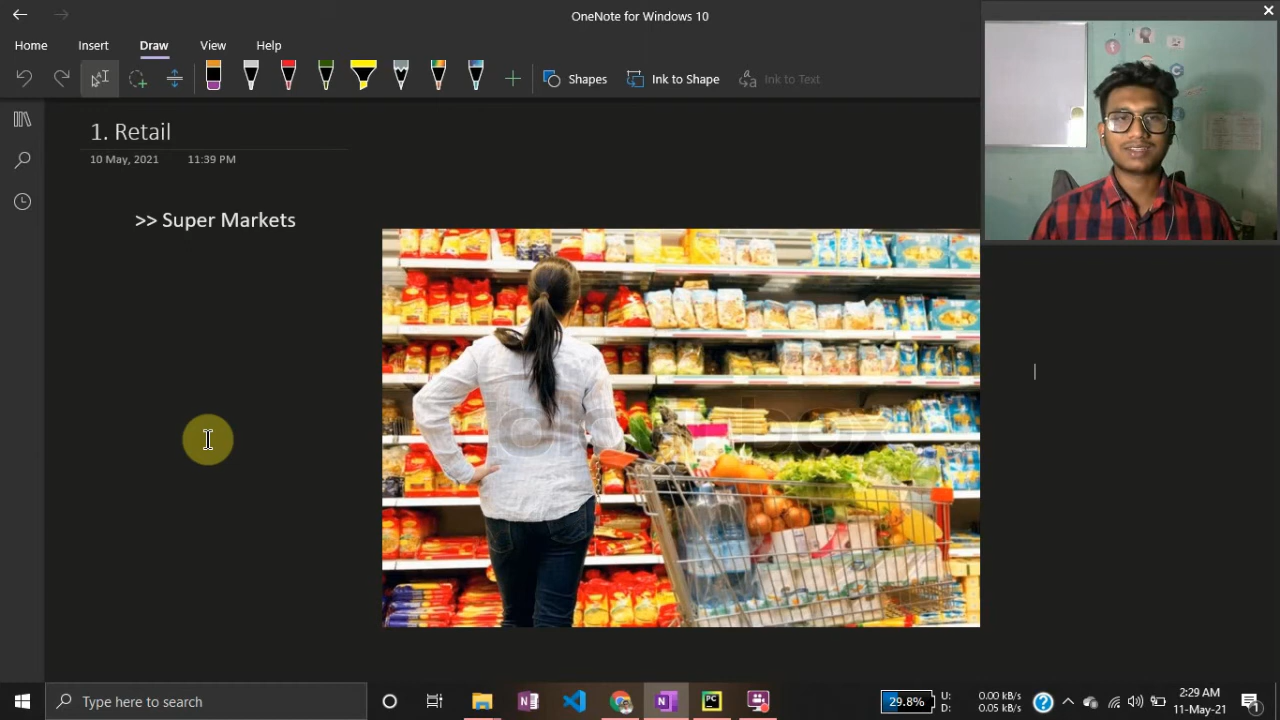 OneNote for Windows 10
Home Insert Draw View Help
Shapes Ink to Shape Ink to Text
1. Retail
10 May, 2021 11:39 PM
>> Super Markets
Type here to search
29.8% U: 0.00 kB/s
D: 0.05 kB/s
2:29 AM
11-May-21